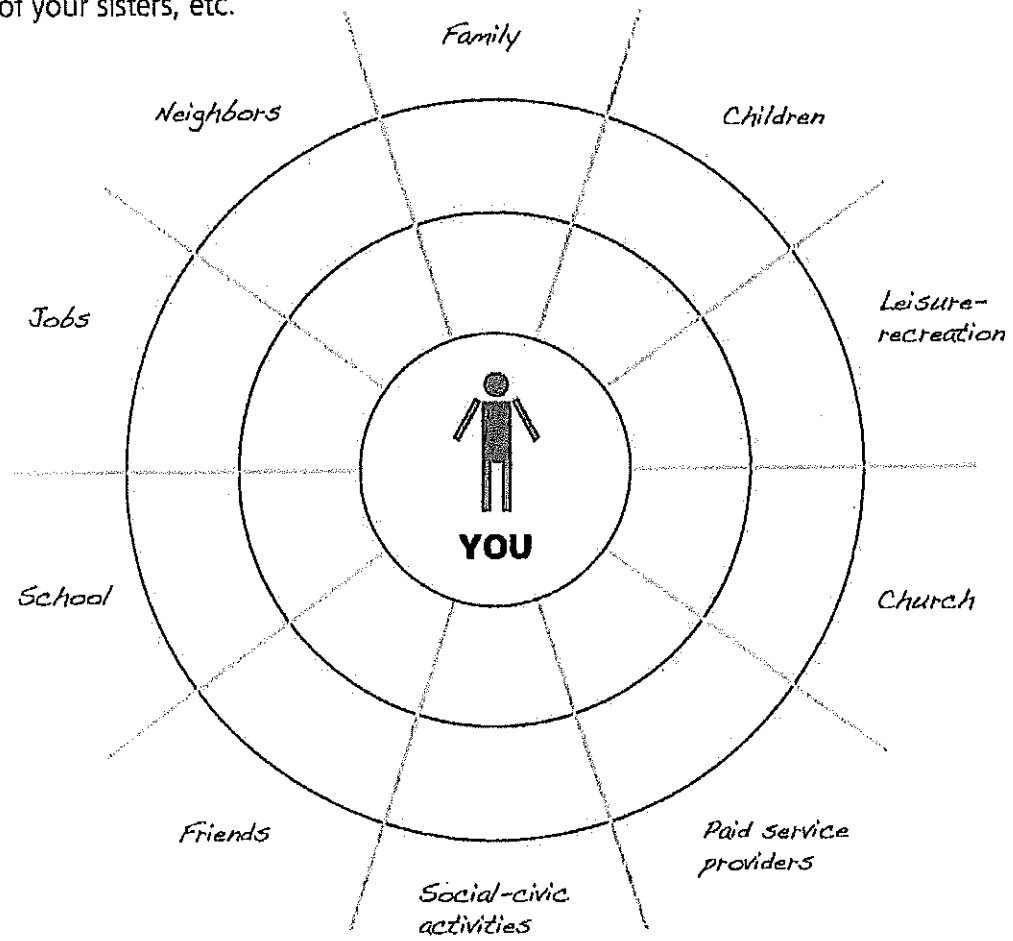 of your sisters, etc.
Family
Neighbors
Children
Jobs
Leisure-
recreation
YOU
School
Church
Friends
Paid service
providers
Social-civic
activities